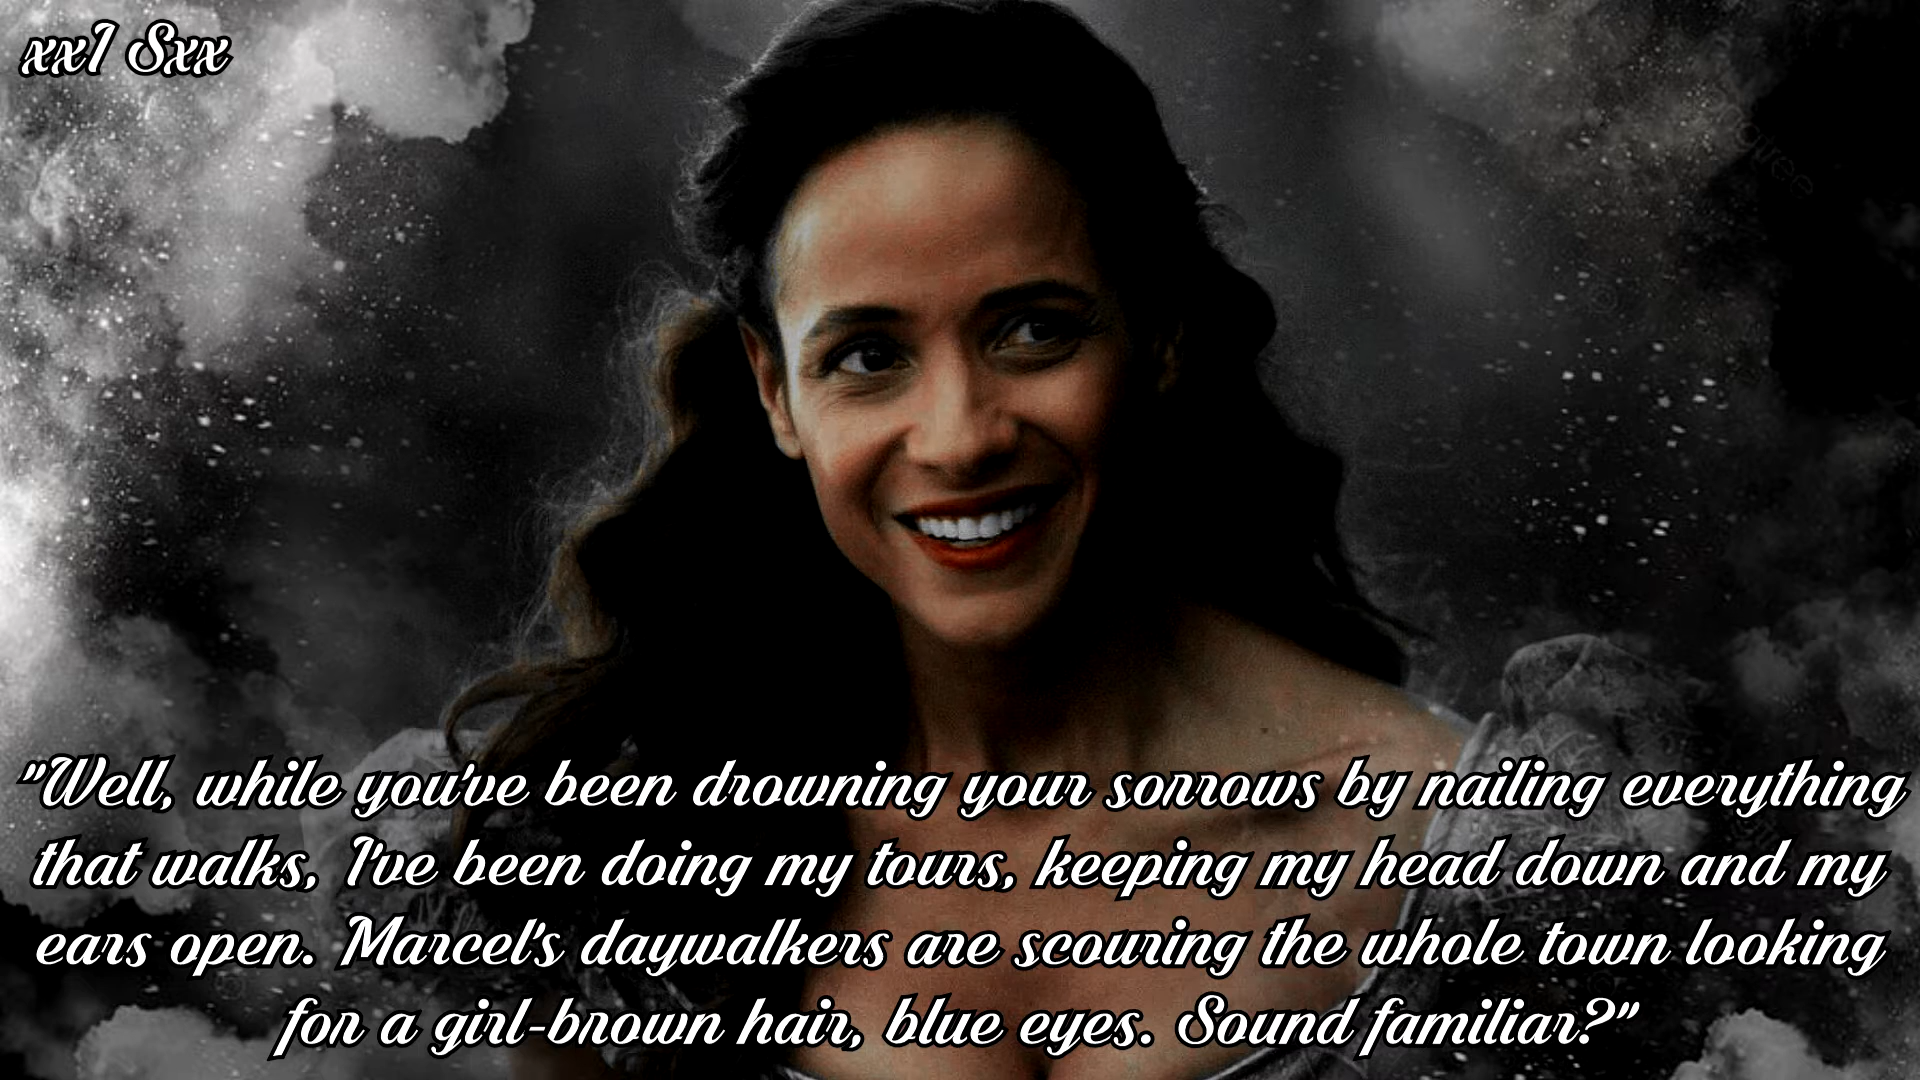 xxI Sxx
"Well, while you've been drowning your sorrows by nailing everything
that walks, I've been doing my tours, keeping my head down and my
ears open. Marcel's daywalkers are scouring the whole town looking
for a girl-brown hair, blue eyes. Sound familiar?"